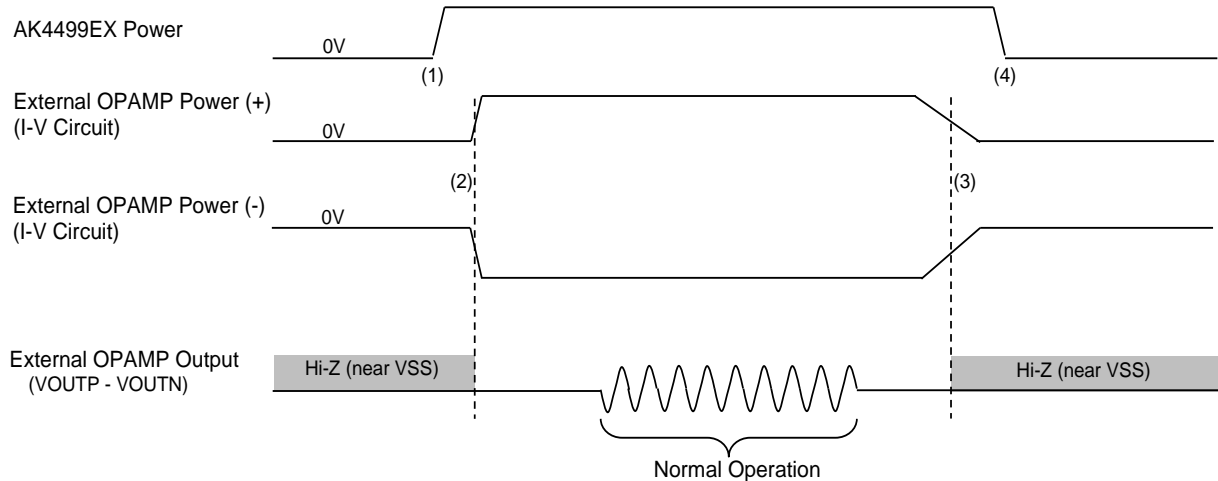 AK4499EX Power
0V
(1)
(4)
External OPAMP Power (+)
(I-V Circuit)
0V
(2)
(3)
External OPAMP Power (-)
(I-V Circuit)
0V
External OPAMP Output
(VOUTP - VOUTN)
Hi-Z (near VSS)
Hi-Z (near VSS)
Normal Operation